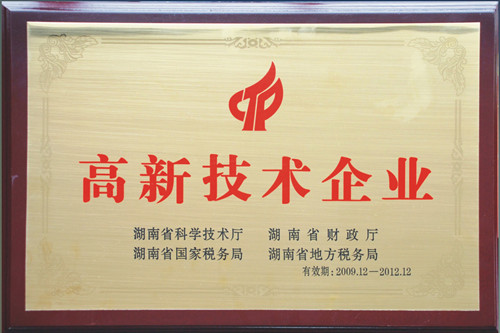 高新技术企业
湖南省科学技术厅 湖南省财政厅
湖南省国家税务局 湖南省地方税务局
有效期:2009.12—2012.12